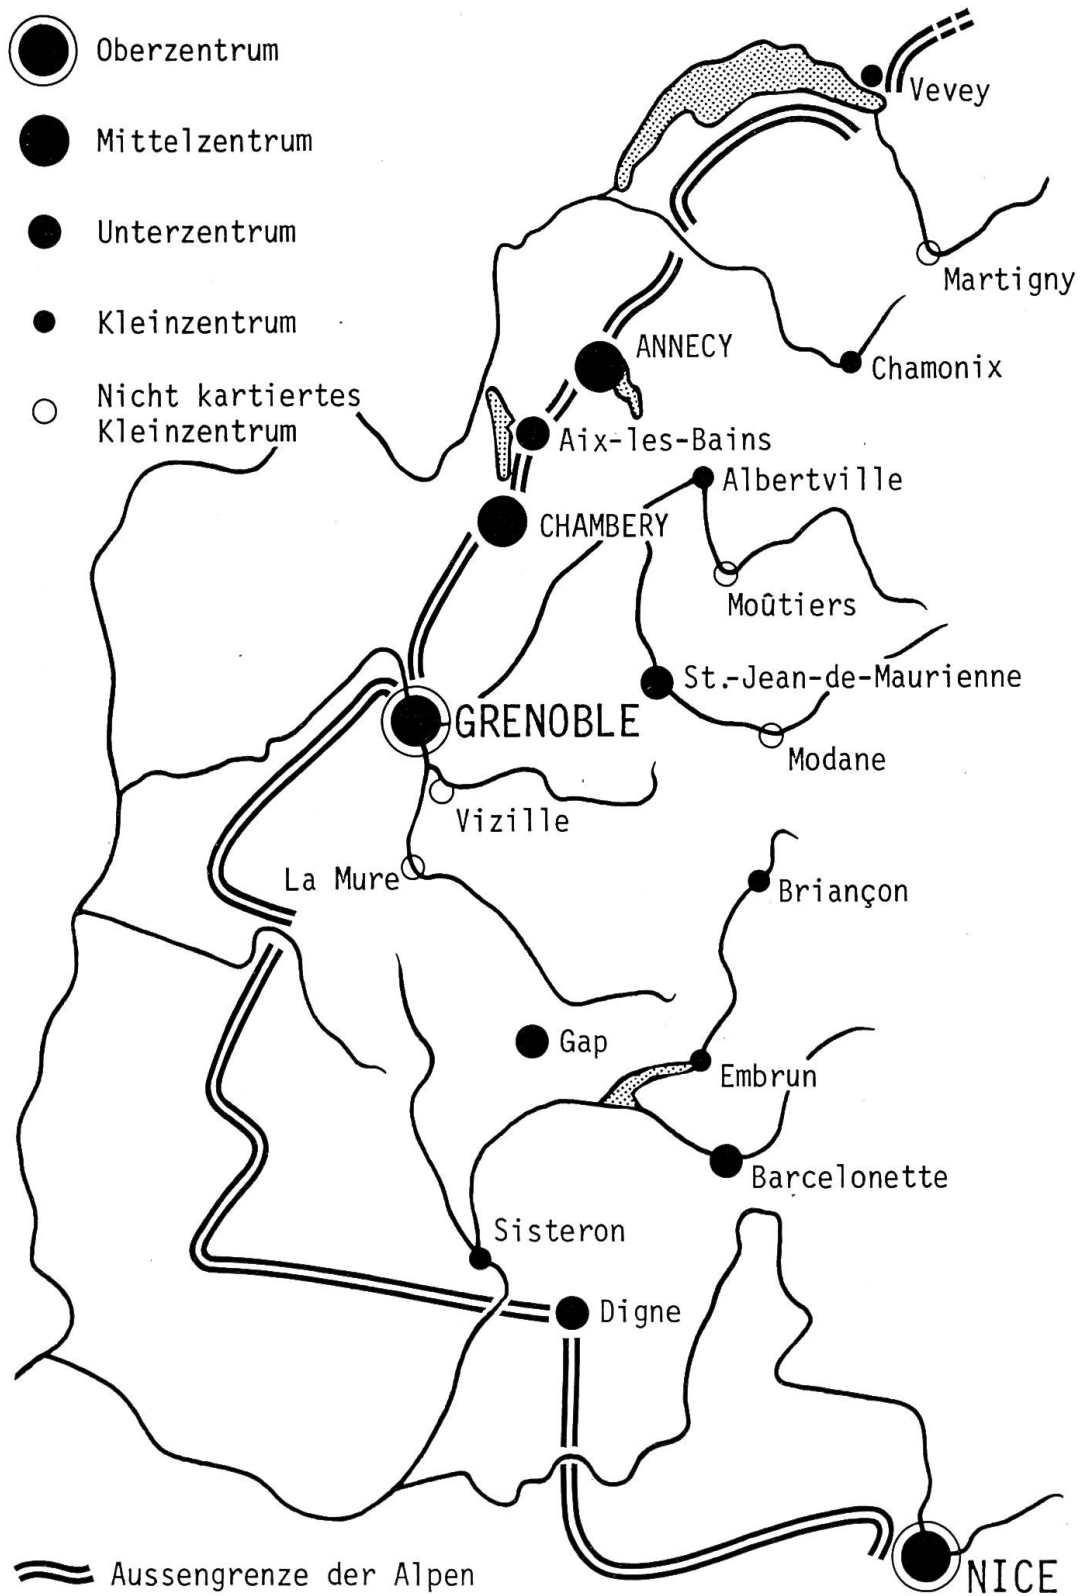 Oberzentrum
Mittelzentrum
Unterzentrum
Kleinzentrum
Nicht kartiertes
Kleinzentrum
Vevey
Martigny
ANNECY
Chamonix
Aix-les-Bains
Albertville
CHAMBERY
Moûtiers
St.-Jean-de-Maurienne
GRENOBLE
Modane
Vizille
La Mure
Briançon
Gap
Embrun
Barcelonette
Sisteron
Digne
Aussengrenze der Alpen
NICE